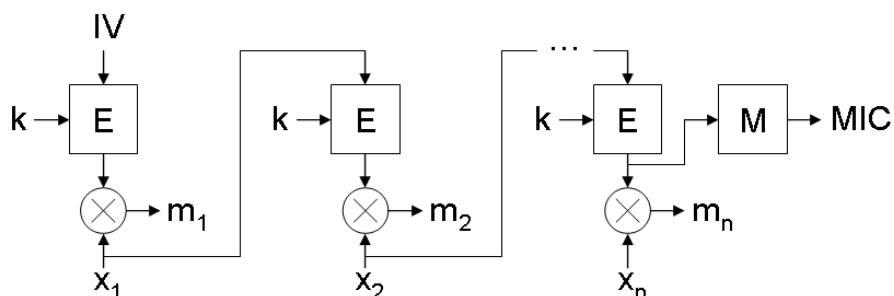 IV
...
k E k E k E M MIC
m₁ m₂ mₙ
x₁ x₂ xₙ